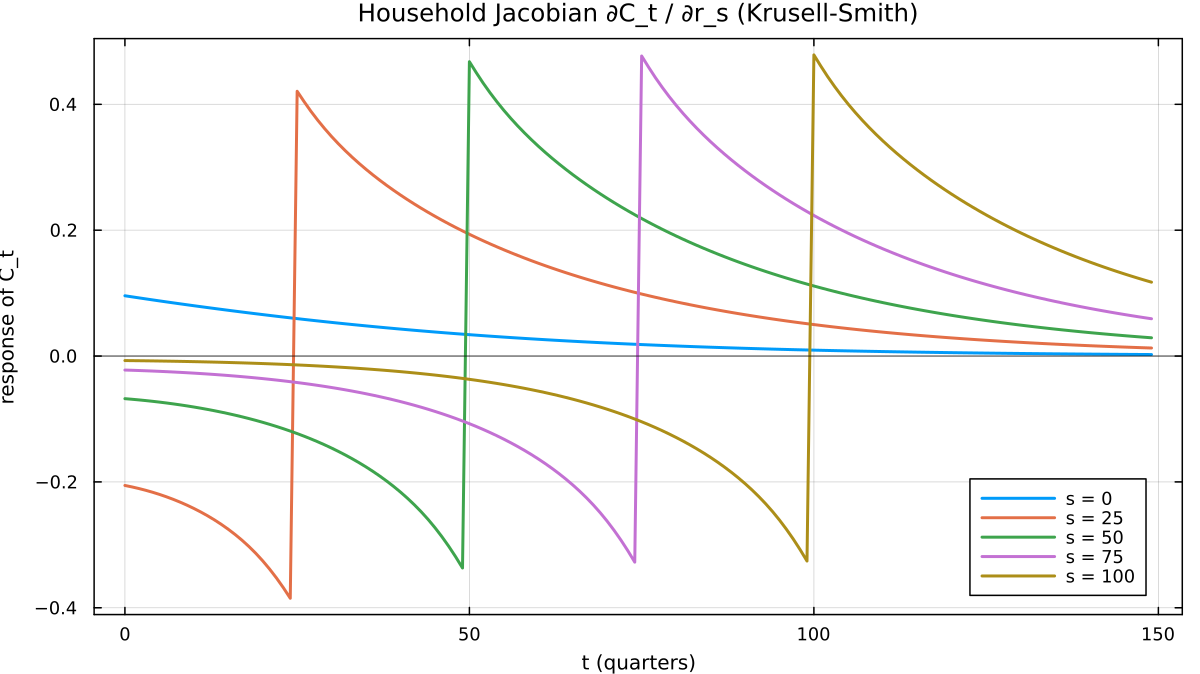 Household Jacobian ∂C_t / ∂r_s (Krusell-Smith)
response of C_t
0.4
0.2
0.0
−0.2
−0.4
0
50
100
150
t (quarters)
s = 0
s = 25
s = 50
s = 75
s = 100